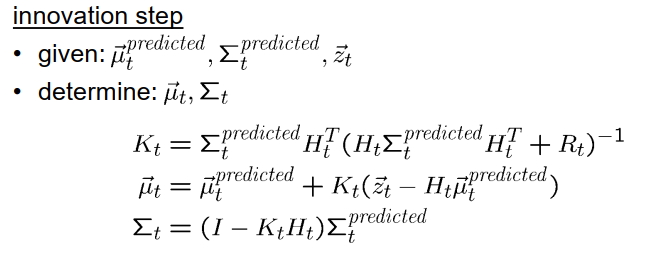 innovation step
• given: $\vec{\mu}_t^{predicted}, \Sigma_t^{predicted}, \vec{z}_t$
• determine: $\vec{\mu}_t, \Sigma_t$
$K_t = \Sigma_t^{predicted} H_t^T (H_t \Sigma_t^{predicted} H_t^T + R_t)^{-1}$
$\vec{\mu}_t = \vec{\mu}_t^{predicted} + K_t(\vec{z}_t - H_t \vec{\mu}_t^{predicted})$
$\Sigma_t = (I - K_t H_t) \Sigma_t^{predicted}$